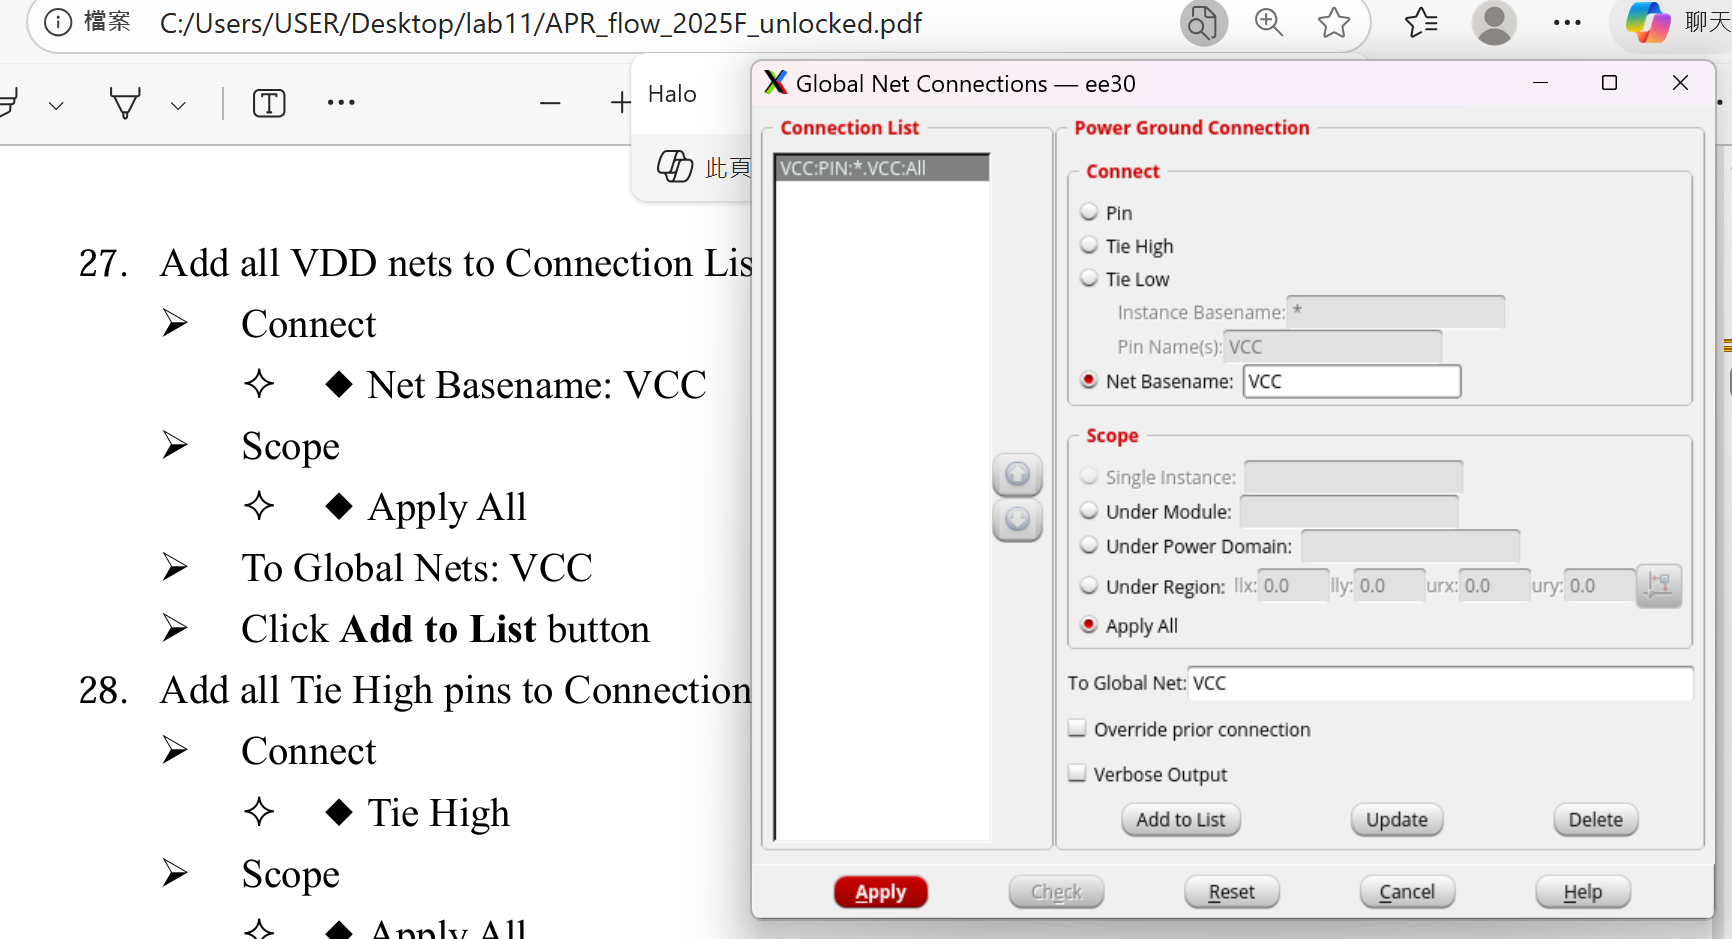 檔案 C:/Users/USER/Desktop/lab11/APR_flow_2025F_unlocked.pdf
聊天
Halo
此頁
27. Add all VDD nets to Connection Lis
➢ Connect
✧ ◆ Net Basename: VCC
➢ Scope
✧ ◆ Apply All
➢ To Global Nets: VCC
➢ Click Add to List button
28. Add all Tie High pins to Connection
➢ Connect
✧ ◆ Tie High
➢ Scope
✧ ◆ Apply All
Global Net Connections — ee30
Connection List
VCC:PIN:*.VCC:All
Power Ground Connection
Connect
Pin
Tie High
Tie Low
Instance Basename: *
Pin Name(s): VCC
Net Basename: VCC
Scope
Single Instance:
Under Module:
Under Power Domain:
Under Region: llx: 0.0 lly: 0.0 urx: 0.0 ury: 0.0
Apply All
To Global Net: VCC
Override prior connection
Verbose Output
Add to List Update Delete
Apply Check Reset Cancel Help